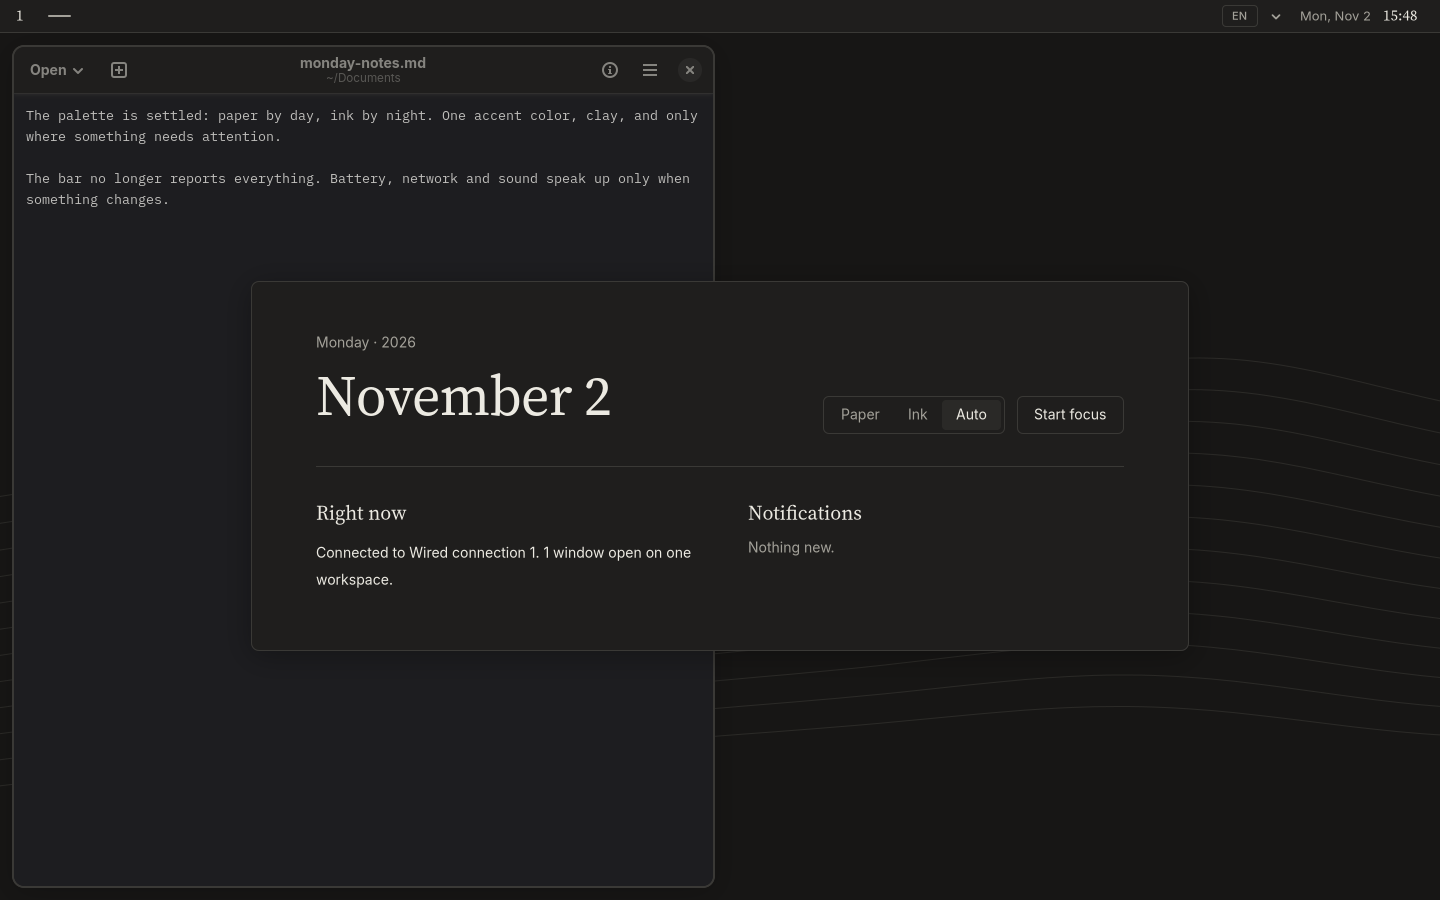 1
EN
Mon, Nov 2 15:48
Open
monday-notes.md
~/Documents
The palette is settled: paper by day, ink by night. One accent color, clay, and only
where something needs attention.
The bar no longer reports everything. Battery, network and sound speak up only when
something changes.
Monday · 2026
November 2
Paper Ink Auto Start focus
Right now
Connected to Wired connection 1. 1 window open on one
workspace.
Notifications
Nothing new.